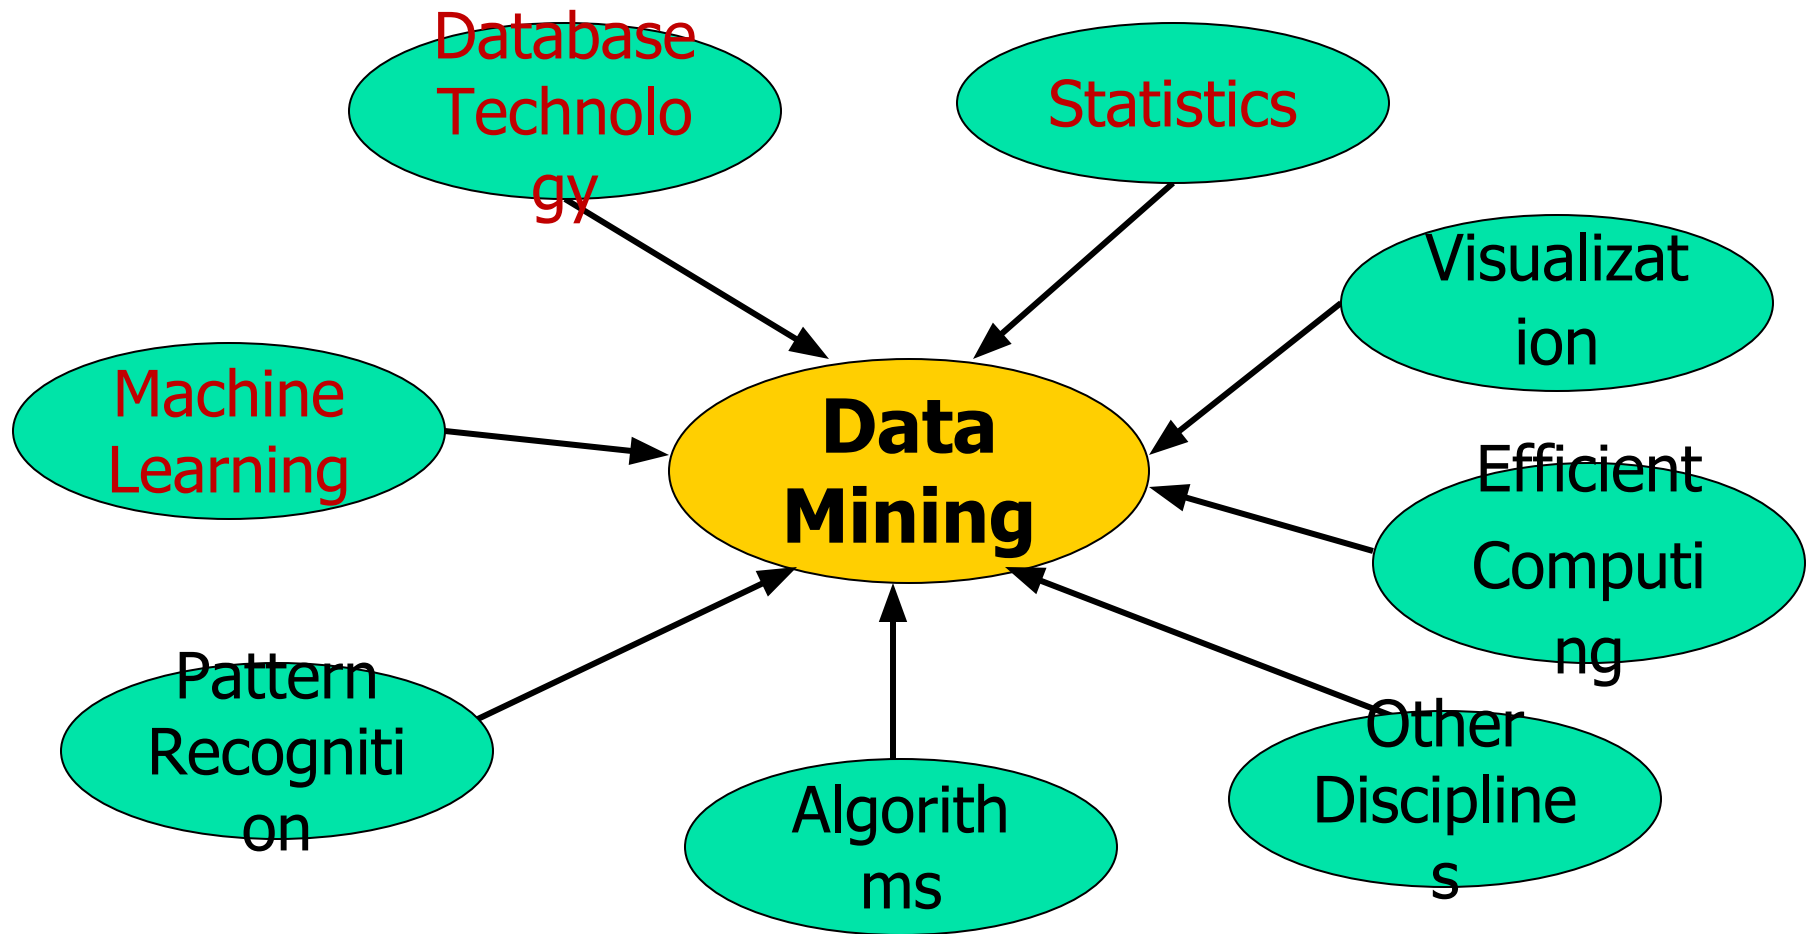 Database
Technolo
gy
Statistics
Visualizat
ion
Machine
Learning
Data
Mining
Efficient
Computi
ng
Pattern
Recogniti
on
Algorith
ms
Other
Discipline
s